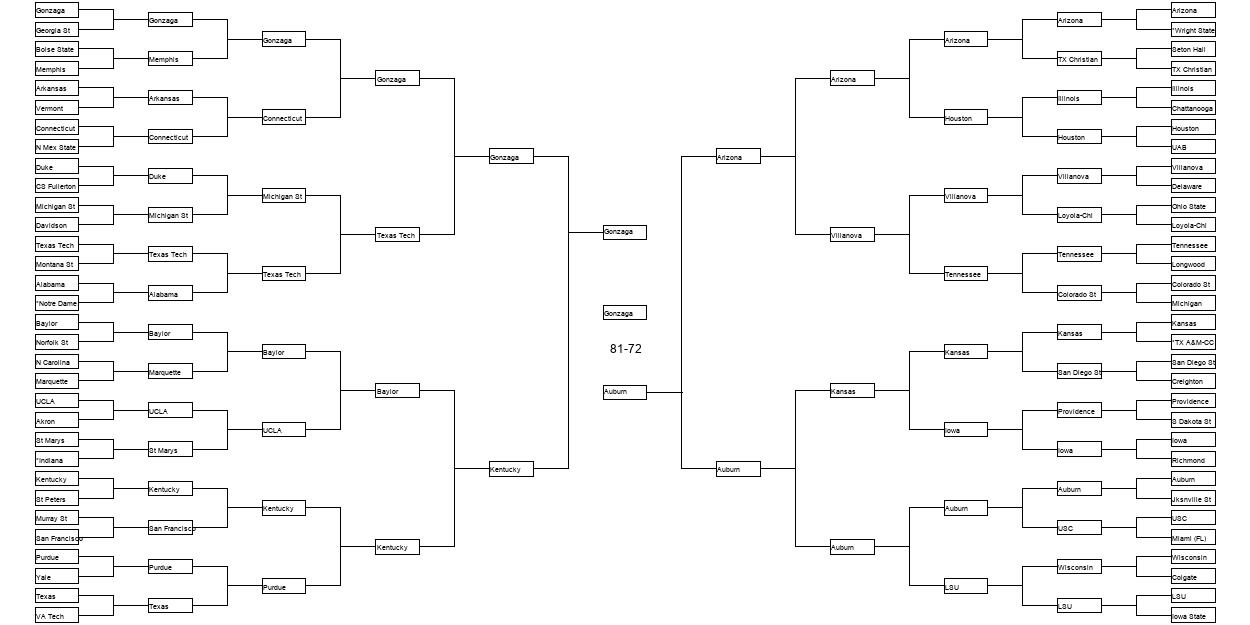 Gonzaga
Georgia St
Boise State
Memphis
Arkansas
Vermont
Connecticut
N Mex State
Duke
CS Fullerton
Michigan St
Davidson
Texas Tech
Montana St
Alabama
*Notre Dame
Baylor
Norfolk St
N Carolina
Marquette
UCLA
Akron
St Marys
*Indiana
Kentucky
St Peters
Murray St
San Francisco
Purdue
Yale
Texas
VA Tech
Gonzaga
Memphis
Arkansas
Connecticut
Duke
Michigan St
Texas Tech
Alabama
Baylor
Marquette
UCLA
St Marys
Kentucky
San Francisco
Purdue
Texas
Gonzaga
Connecticut
Michigan St
Texas Tech
Baylor
UCLA
Kentucky
Purdue
Gonzaga
Texas Tech
Baylor
Kentucky
Gonzaga
Kentucky
Gonzaga
Gonzaga
81-72
Auburn
Arizona
Auburn
Arizona
Villanova
Kansas
Auburn
Arizona
Houston
Villanova
Tennessee
Kansas
Iowa
Auburn
LSU
Arizona
TX Christian
Illinois
Houston
Villanova
Loyola-Chi
Tennessee
Colorado St
Kansas
San Diego St
Providence
Iowa
Auburn
USC
Wisconsin
LSU
Arizona
*Wright State
Seton Hall
TX Christian
Illinois
Chattanooga
Houston
UAB
Villanova
Delaware
Ohio State
Loyola-Chi
Tennessee
Longwood
Colorado St
Michigan
Kansas
*TX A&M-CC
San Diego St
Creighton
Providence
S Dakota St
Iowa
Richmond
Auburn
Jksnville St
USC
Miami (FL)
Wisconsin
Colgate
LSU
Iowa State